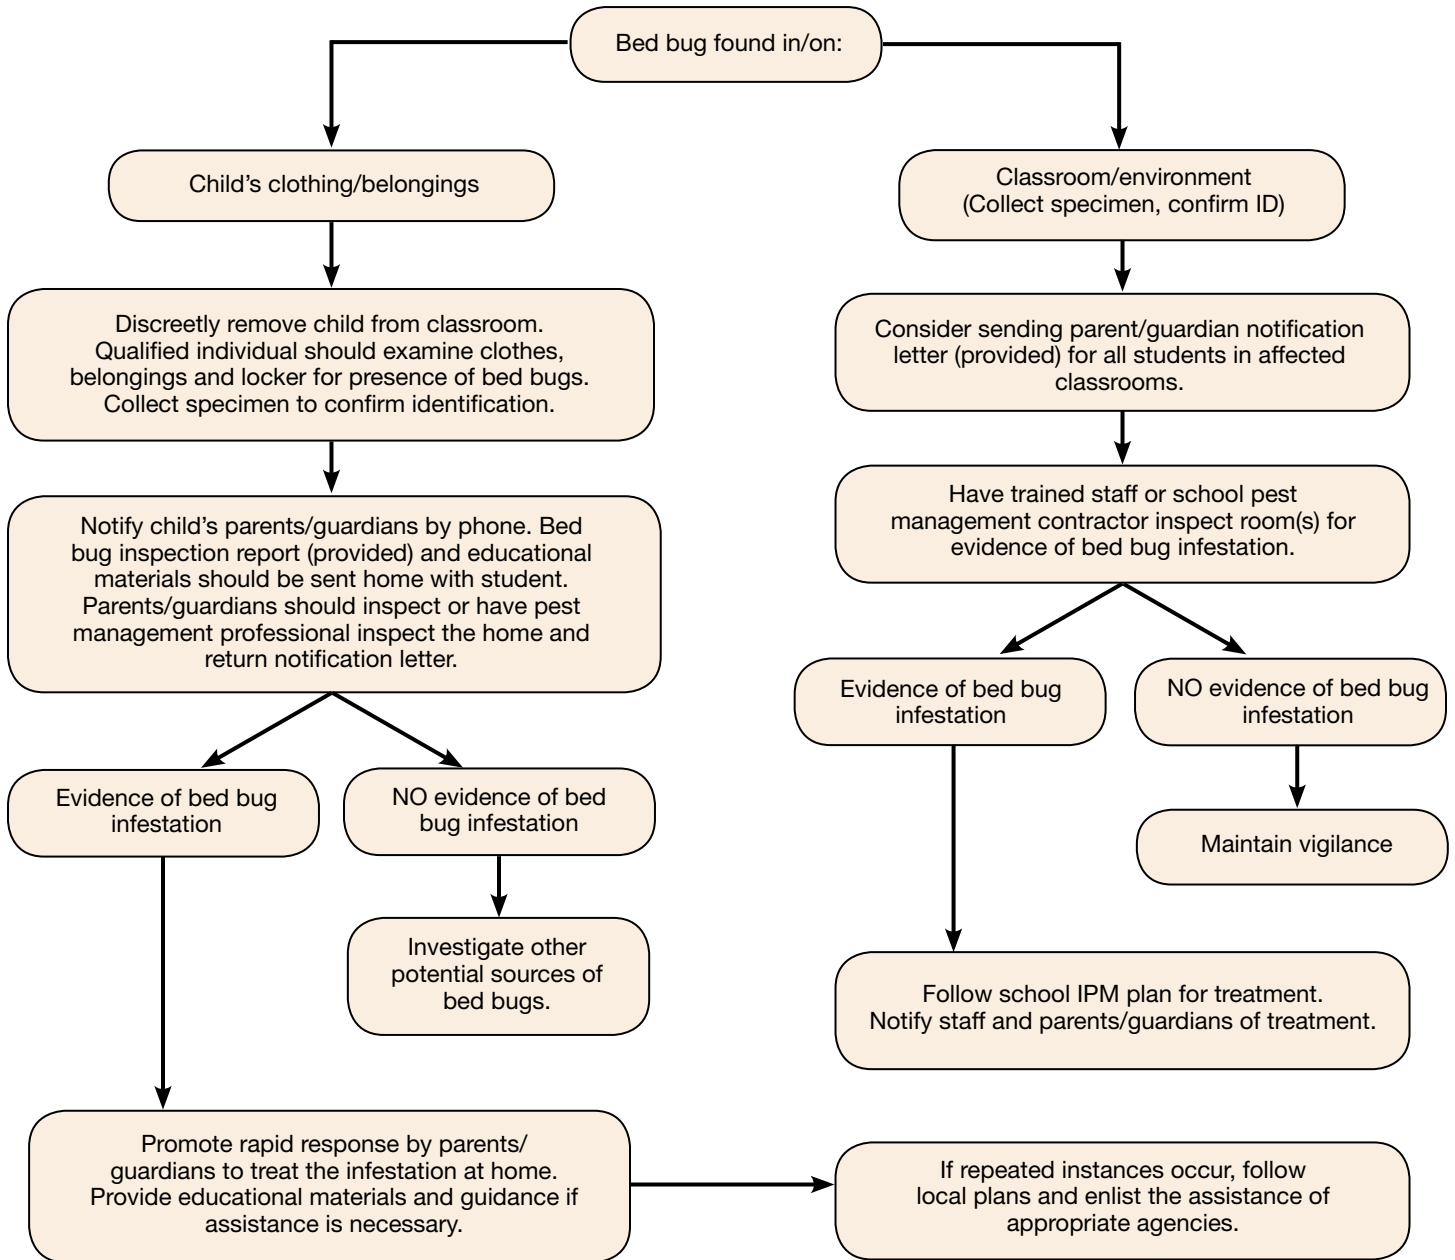 Bed bug found in/on:
Child's clothing/belongings
Discreetly remove child from classroom.
Qualified individual should examine clothes,
belongings and locker for presence of bed bugs.
Collect specimen to confirm identification.
Notify child's parents/guardians by phone. Bed
bug inspection report (provided) and educational
materials should be sent home with student.
Parents/guardians should inspect or have pest
management professional inspect the home and
return notification letter.
Evidence of bed bug
infestation
NO evidence of bed
bug infestation
Investigate other
potential sources of
bed bugs.
Promote rapid response by parents/
guardians to treat the infestation at home.
Provide educational materials and guidance if
assistance is necessary.
If repeated instances occur, follow
local plans and enlist the assistance of
appropriate agencies.
Classroom/environment
(Collect specimen, confirm ID)
Consider sending parent/guardian notification
letter (provided) for all students in affected
classrooms.
Have trained staff or school pest
management contractor inspect room(s) for
evidence of bed bug infestation.
Evidence of bed bug
infestation
NO evidence of bed bug
infestation
Maintain vigilance
Follow school IPM plan for treatment.
Notify staff and parents/guardians of treatment.